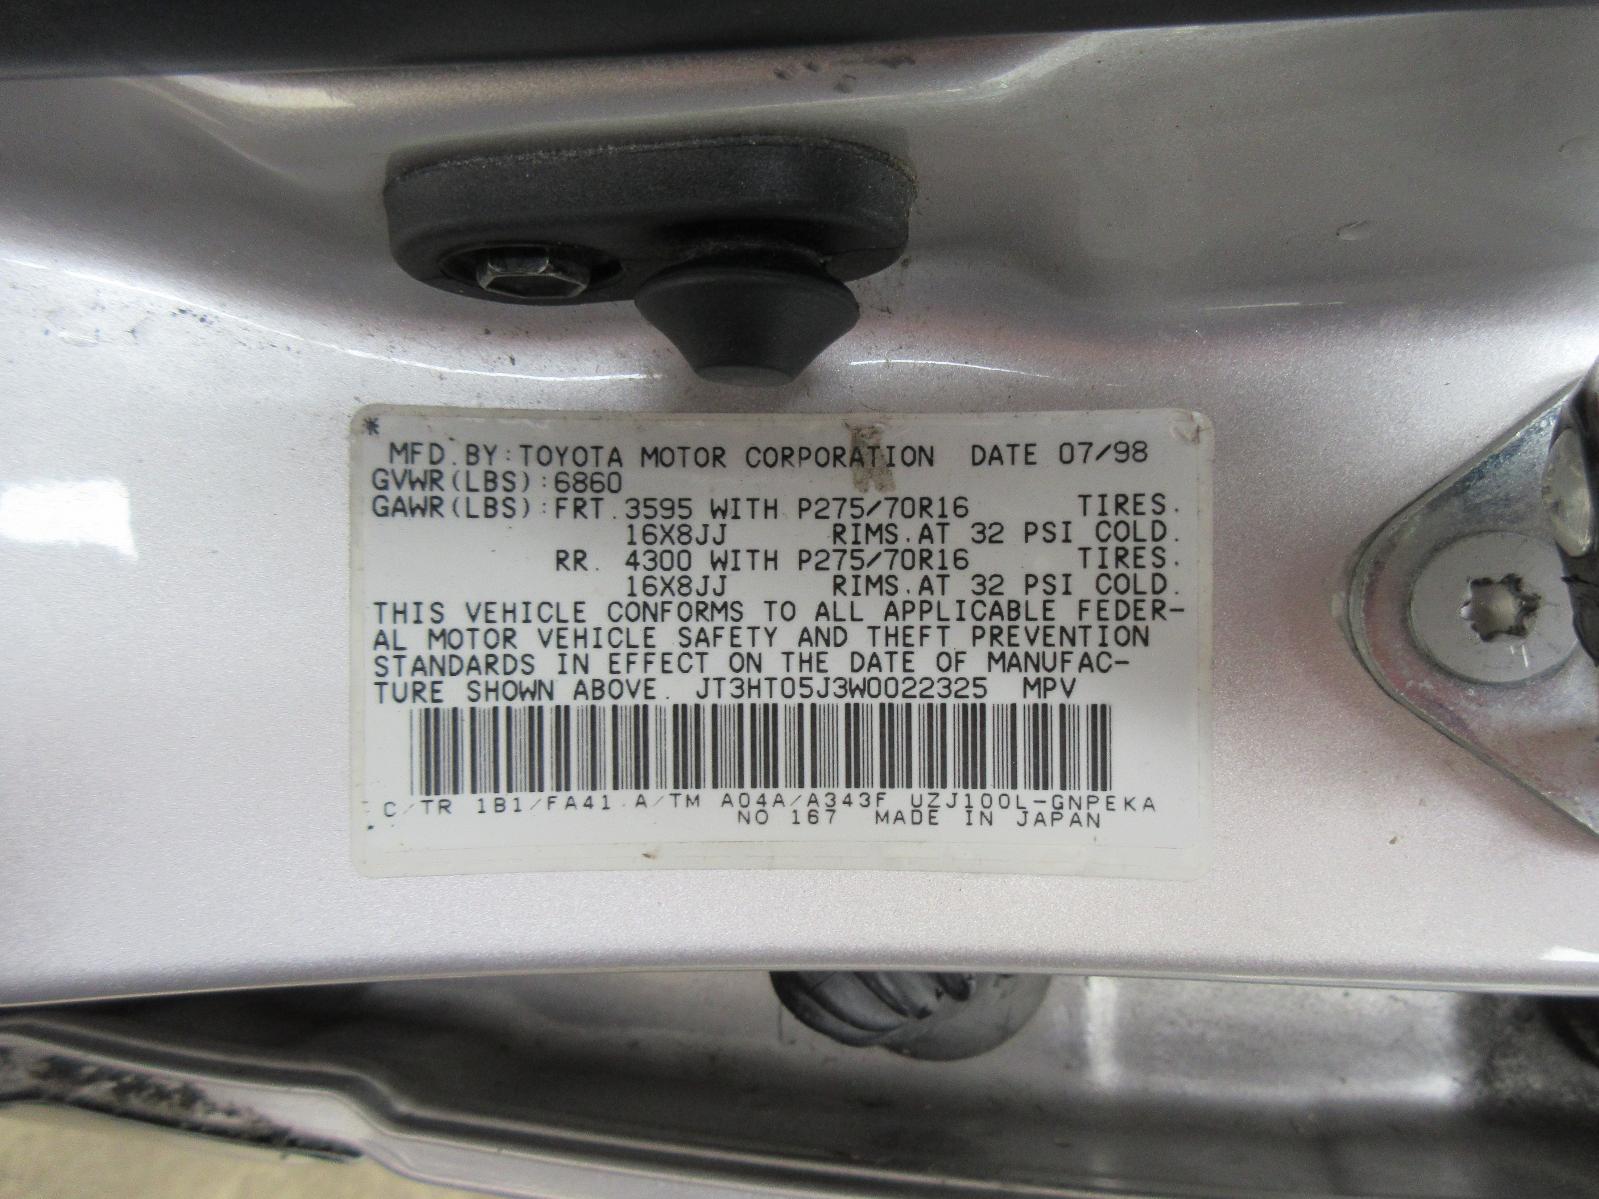 *
MFD.BY:TOYOTA MOTOR CORPORATION DATE 07/98
GVWR(LBS):6860
GAWR(LBS):FRT.3595 WITH P275/70R16 TIRES.
16X8JJ RIMS.AT 32 PSI COLD.
RR. 4300 WITH P275/70R16 TIRES.
16X8JJ RIMS.AT 32 PSI COLD.
THIS VEHICLE CONFORMS TO ALL APPLICABLE FEDER-
AL MOTOR VEHICLE SAFETY AND THEFT PREVENTION
STANDARDS IN EFFECT ON THE DATE OF MANUFAC-
TURE SHOWN ABOVE. JT3HT05J3W0022325 MPV
C/TR 1B1/FA41 A/TM A04A/A343F UZJ100L-GNPEKA
NO 167 MADE IN JAPAN